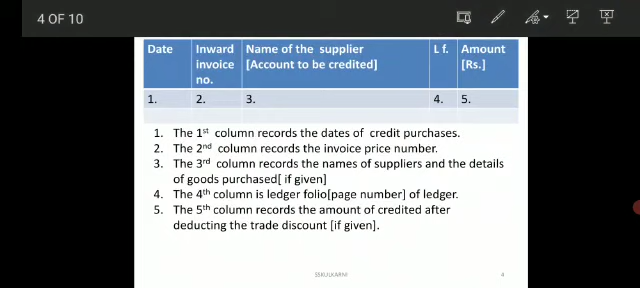 4 OF 10
Date
Inward invoice no.
Name of the supplier [Account to be credited]
L f.
Amount [Rs.]
1. 2. 3. 4. 5.
1. The 1st column records the dates of credit purchases.
2. The 2nd column records the invoice price number.
3. The 3rd column records the names of suppliers and the details
of goods purchased[ if given]
4. The 4th column is ledger folio[page number] of ledger.
5. The 5th column records the amount of credited after
deducting the trade discount [if given].
SSKULKARNI
4